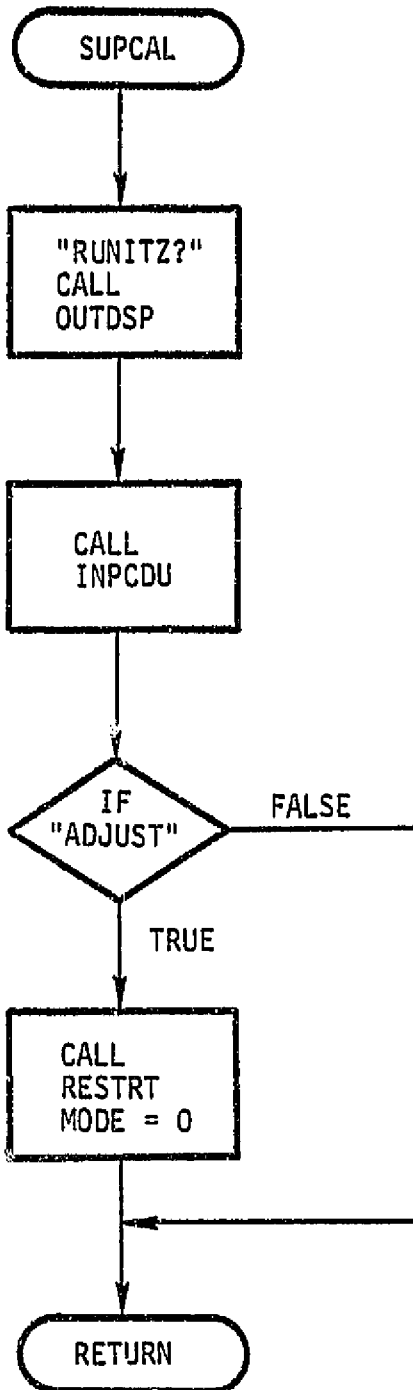 SUPCAL
"RUNITZ?"
CALL
OUTDSP
CALL
INPCDU
IF
"ADJUST"
FALSE
TRUE
CALL
RESTRT
MODE = 0
RETURN